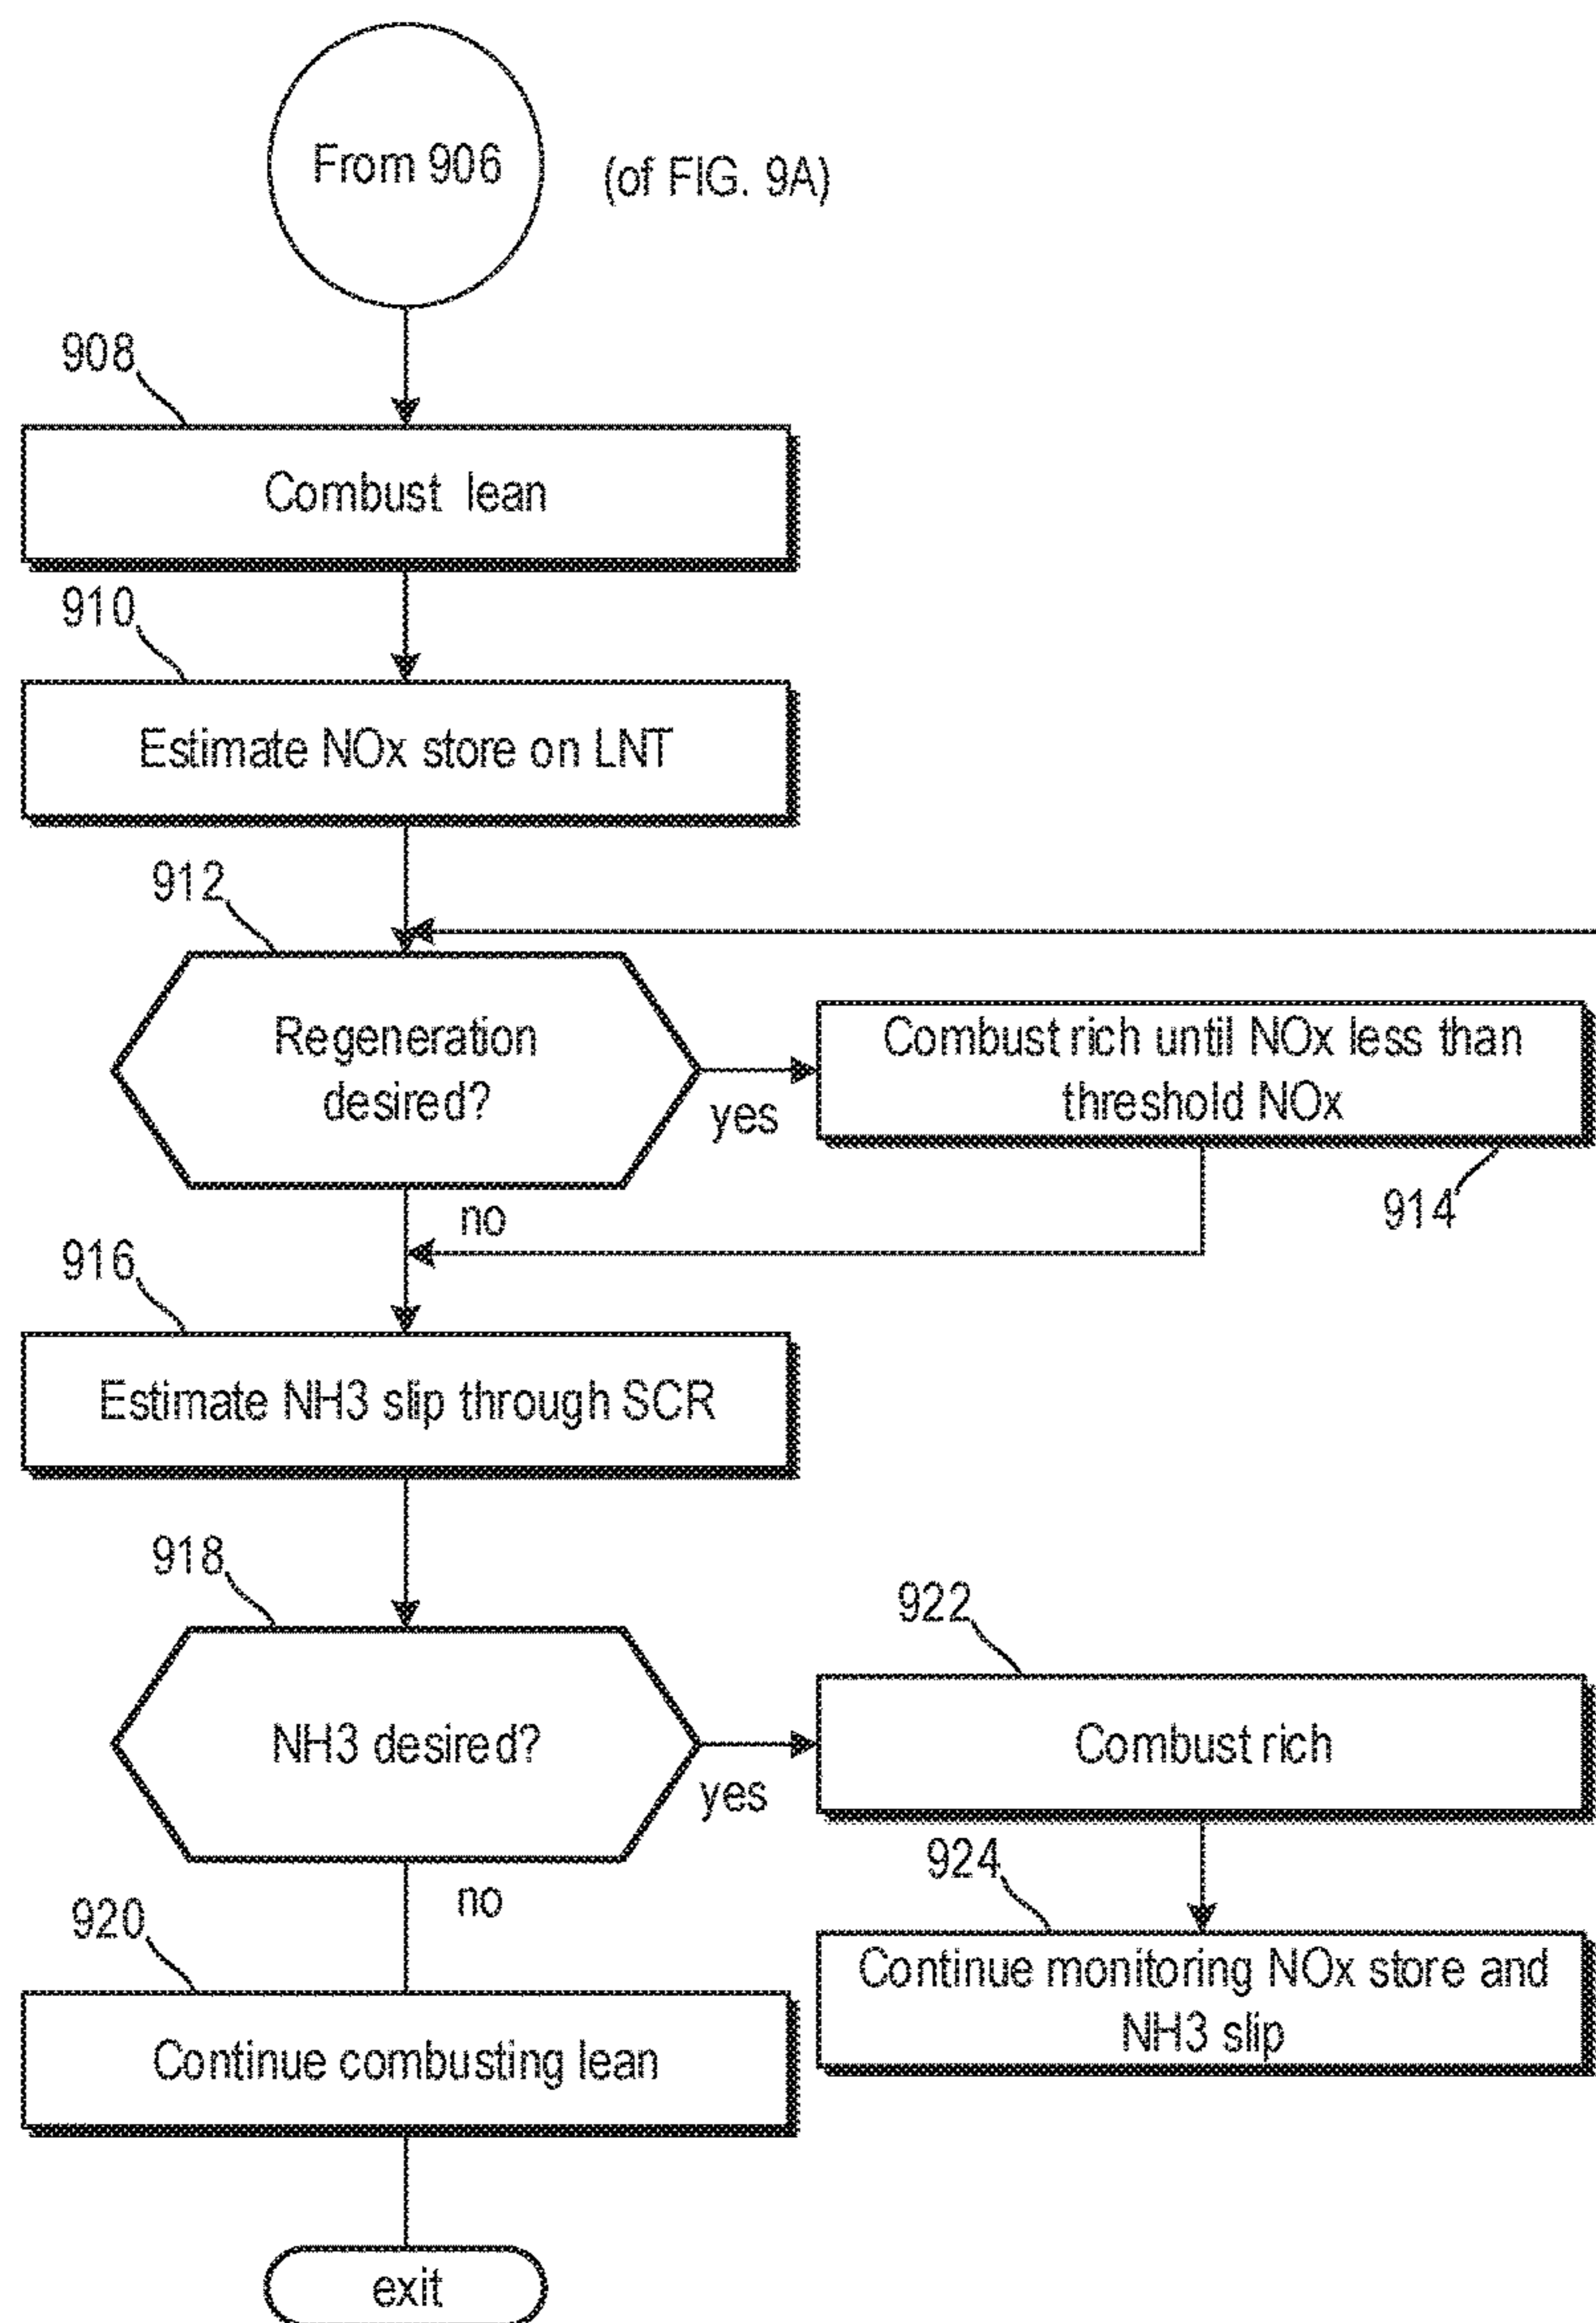 From 906
(of FIG. 9A)
908
Combust lean
910
Estimate NOx store on LNT
912
Regeneration
desired?
yes
Combust rich until NOx less than
threshold NOx
914
no
916
Estimate NH3 slip through SCR
918
NH3 desired?
yes
922
Combust rich
924
Continue monitoring NOx store and
NH3 slip
no
920
Continue combusting lean
exit